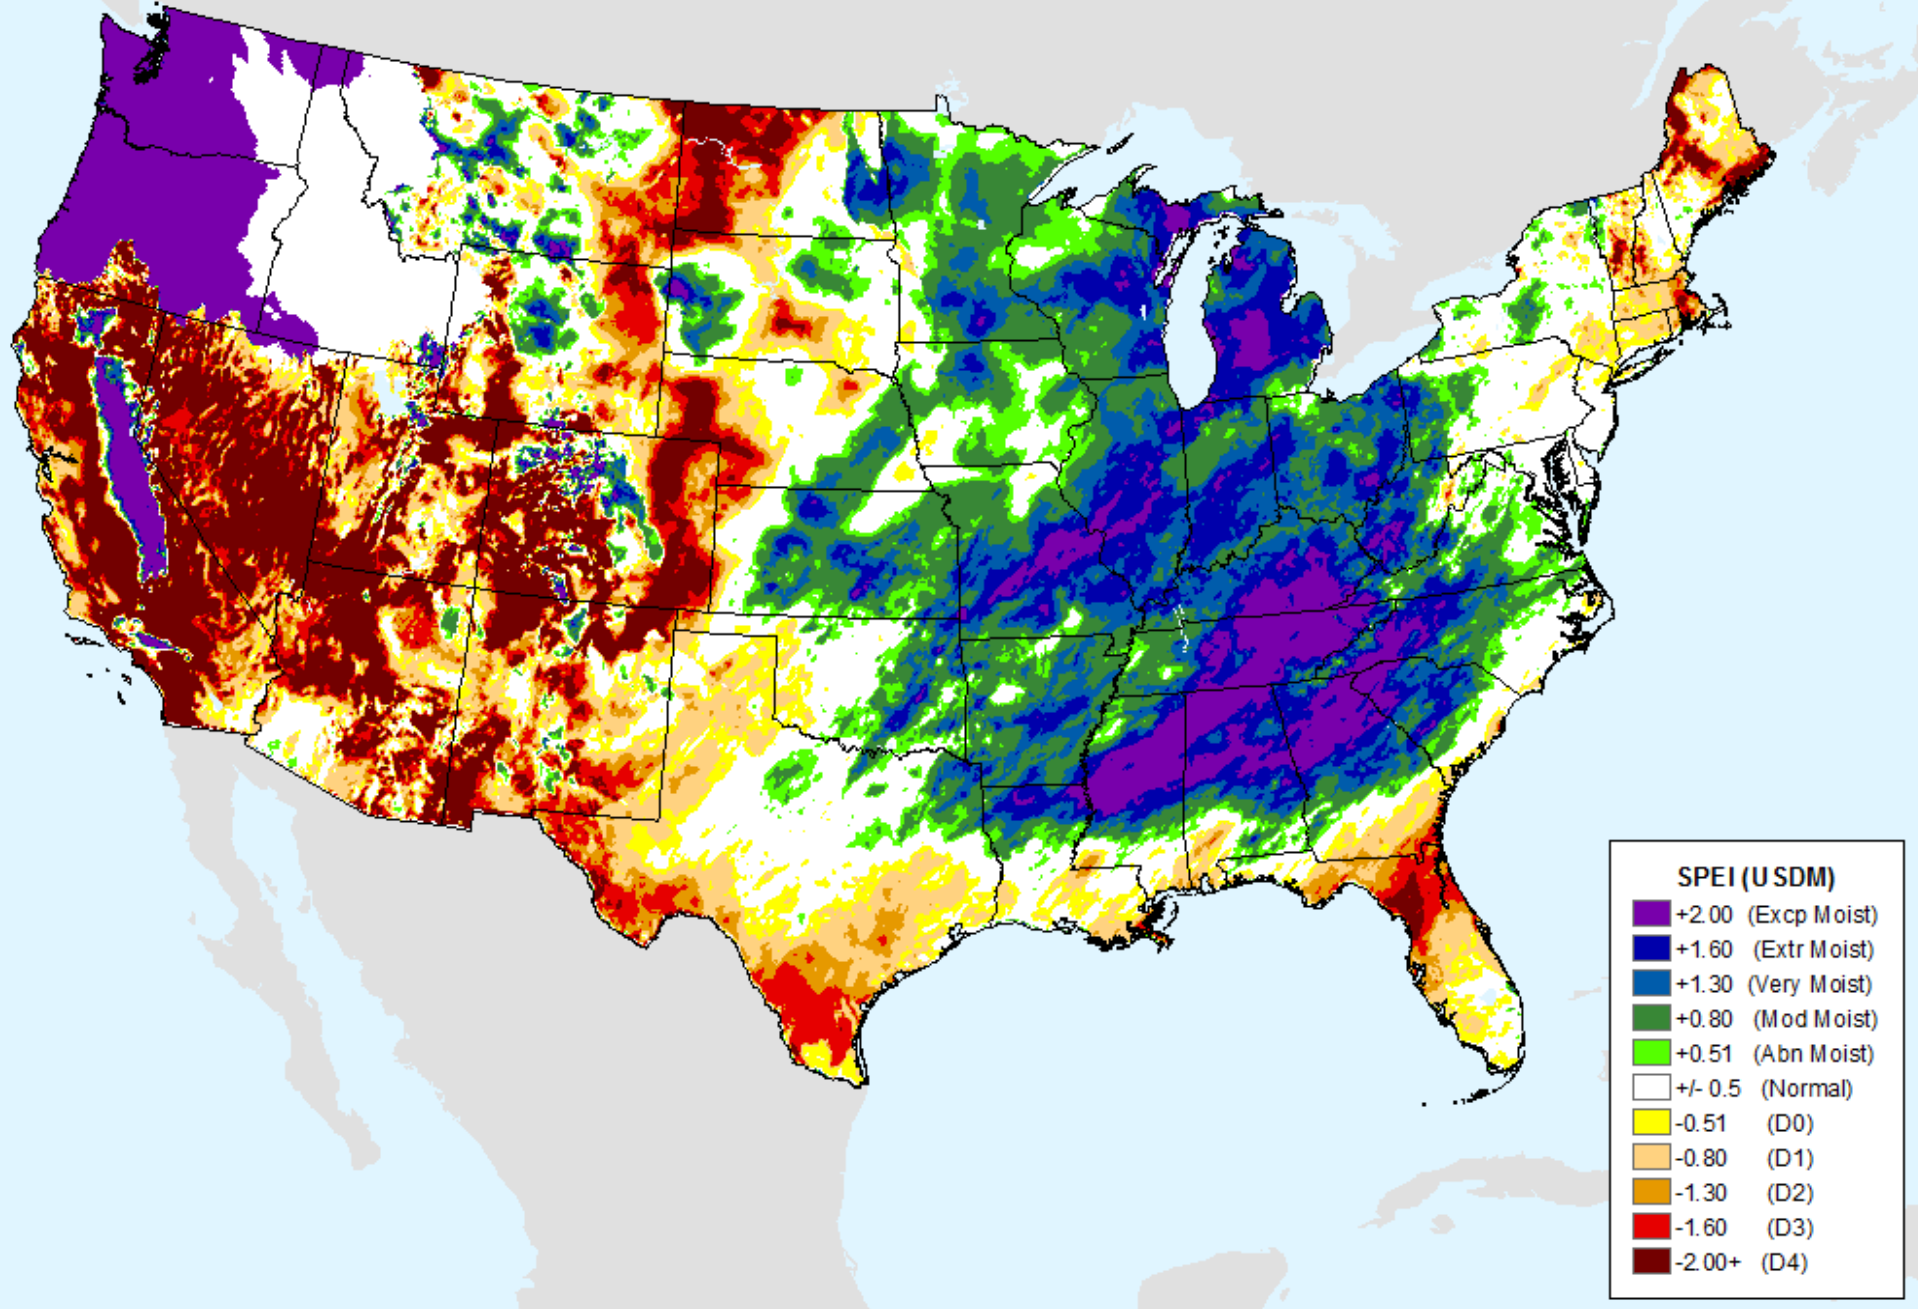 SPEI (USDM)
+2.00 (Excp Moist)
+1.60 (Extr Moist)
+1.30 (Very Moist)
+0.80 (Mod Moist)
+0.51 (Abn Moist)
+/- 0.5 (Normal)
-0.51 (D0)
-0.80 (D1)
-1.30 (D2)
-1.60 (D3)
-2.00+ (D4)